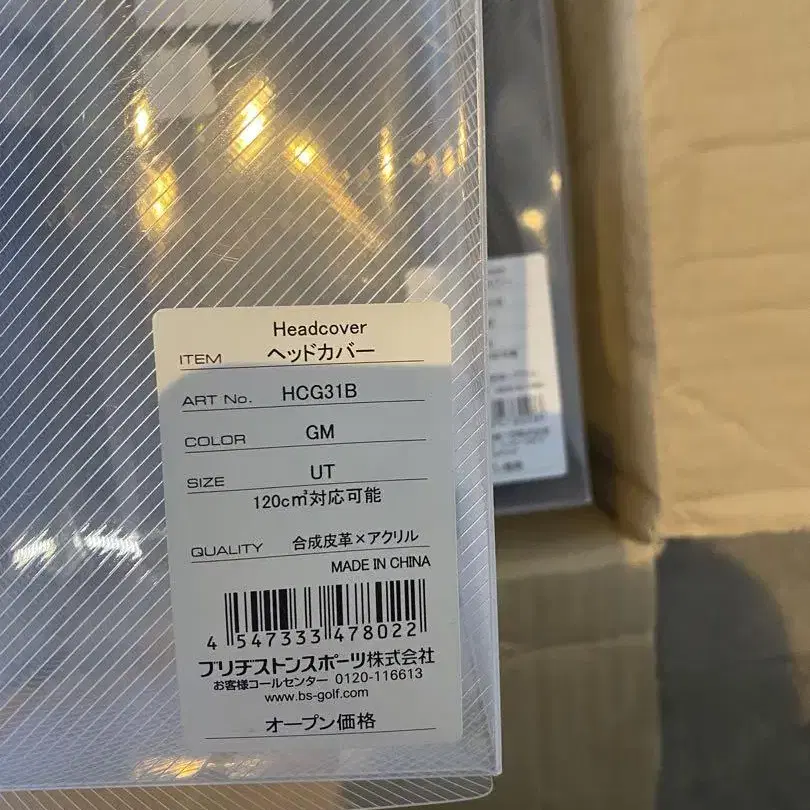 Headcover
ITEM ヘッドカバー
ART No. HCG31B
COLOR GM
SIZE UT
120c㎥対応可能
QUALITY 合成皮革×アクリル
MADE IN CHINA
4 547333 478022
ブリヂストンスポーツ株式会社
お客様コールセンター 0120-116613
www.bs-golf.com
オープン価格